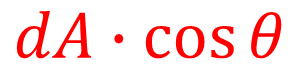 dA · cos θ